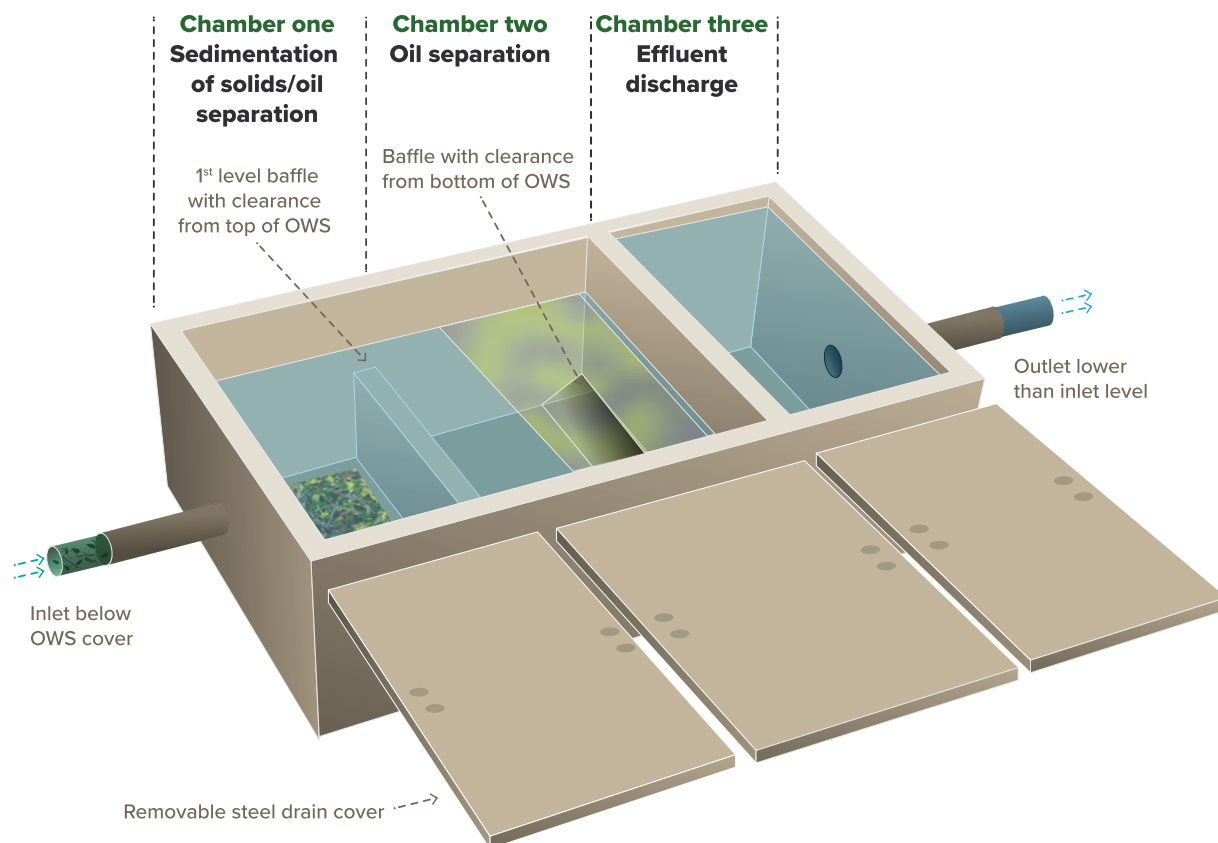 Chamber one
Sedimentation
of solids/oil
separation
Chamber two
Oil separation
Chamber three
Effluent
discharge
1st level baffle
with clearance
from top of OWS
Baffle with clearance
from bottom of OWS
Outlet lower
than inlet level
Inlet below
OWS cover
Removable steel drain cover